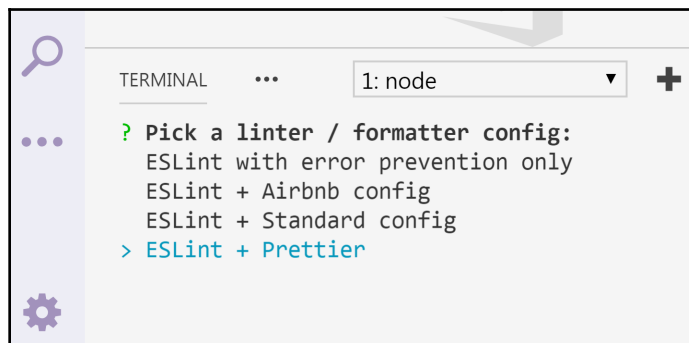 TERMINAL ••• 1: node
? Pick a linter / formatter config:
ESLint with error prevention only
ESLint + Airbnb config
ESLint + Standard config
> ESLint + Prettier